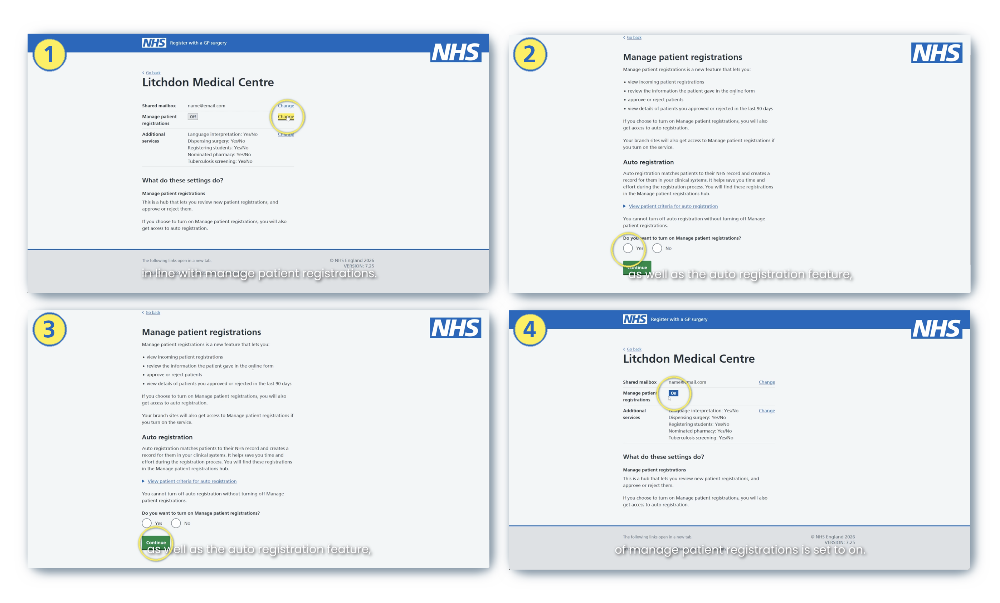 1
NHS Register with a GP surgery
NHS
Go back
Litchdon Medical Centre
Shared mailbox name@email.com Change
Manage patient registrations Off Change
Additional services Language interpretation: Yes/No Change
Dispensing surgery: Yes/No
Registering students: Yes/No
Nominated pharmacy: Yes/No
Tuberculosis screening: Yes/No
What do these settings do?
Manage patient registrations
This is a hub that lets you review new patient registrations, and
approve or reject them.
If you choose to turn on Manage patient registrations, you will also
get access to auto registration.
The following links open in a new tab.
© NHS England 2026
VERSION: 7.25
in line with manage patient registrations.
2
Go back
NHS
Manage patient registrations
Manage patient registrations is a new feature that lets you:
• view incoming patient registrations
• review the information the patient gave in the online form
• approve or reject patients
• view details of patients you approved or rejected in the last 90 days
If you choose to turn on Manage patient registrations, you will also
get access to auto registration.
Your branch sites will also get access to Manage patient registrations if
you turn on the service.
Auto registration
Auto registration matches patients to their NHS record and creates a
record for them in your clinical systems. It helps save you time and
effort during the registration process. You will find these registrations
in the Manage patient registrations hub.
View patient criteria for auto registration
You cannot turn off auto registration without turning off Manage
patient registrations.
Do you want to turn on Manage patient registrations?
Yes No
Continue
as well as the auto registration feature,
3
Go back
NHS
Manage patient registrations
Manage patient registrations is a new feature that lets you:
• view incoming patient registrations
• review the information the patient gave in the online form
• approve or reject patients
• view details of patients you approved or rejected in the last 90 days
If you choose to turn on Manage patient registrations, you will also
get access to auto registration.
Your branch sites will also get access to Manage patient registrations if
you turn on the service.
Auto registration
Auto registration matches patients to their NHS record and creates a
record for them in your clinical systems. It helps save you time and
effort during the registration process. You will find these registrations
in the Manage patient registrations hub.
View patient criteria for auto registration
You cannot turn off auto registration without turning off Manage
patient registrations.
Do you want to turn on Manage patient registrations?
Yes No
Continue
as well as the auto registration feature,
4
NHS Register with a GP surgery
NHS
Go back
Litchdon Medical Centre
Shared mailbox name@email.com Change
Manage patient registrations On
Additional services Language interpretation: Yes/No Change
Dispensing surgery: Yes/No
Registering students: Yes/No
Nominated pharmacy: Yes/No
Tuberculosis screening: Yes/No
What do these settings do?
Manage patient registrations
This is a hub that lets you review new patient registrations, and
approve or reject them.
If you choose to turn on Manage patient registrations, you will also
get access to auto registration.
The following links open in a new tab.
© NHS England 2026
VERSION: 7.25
of manage patient registrations is set to on.